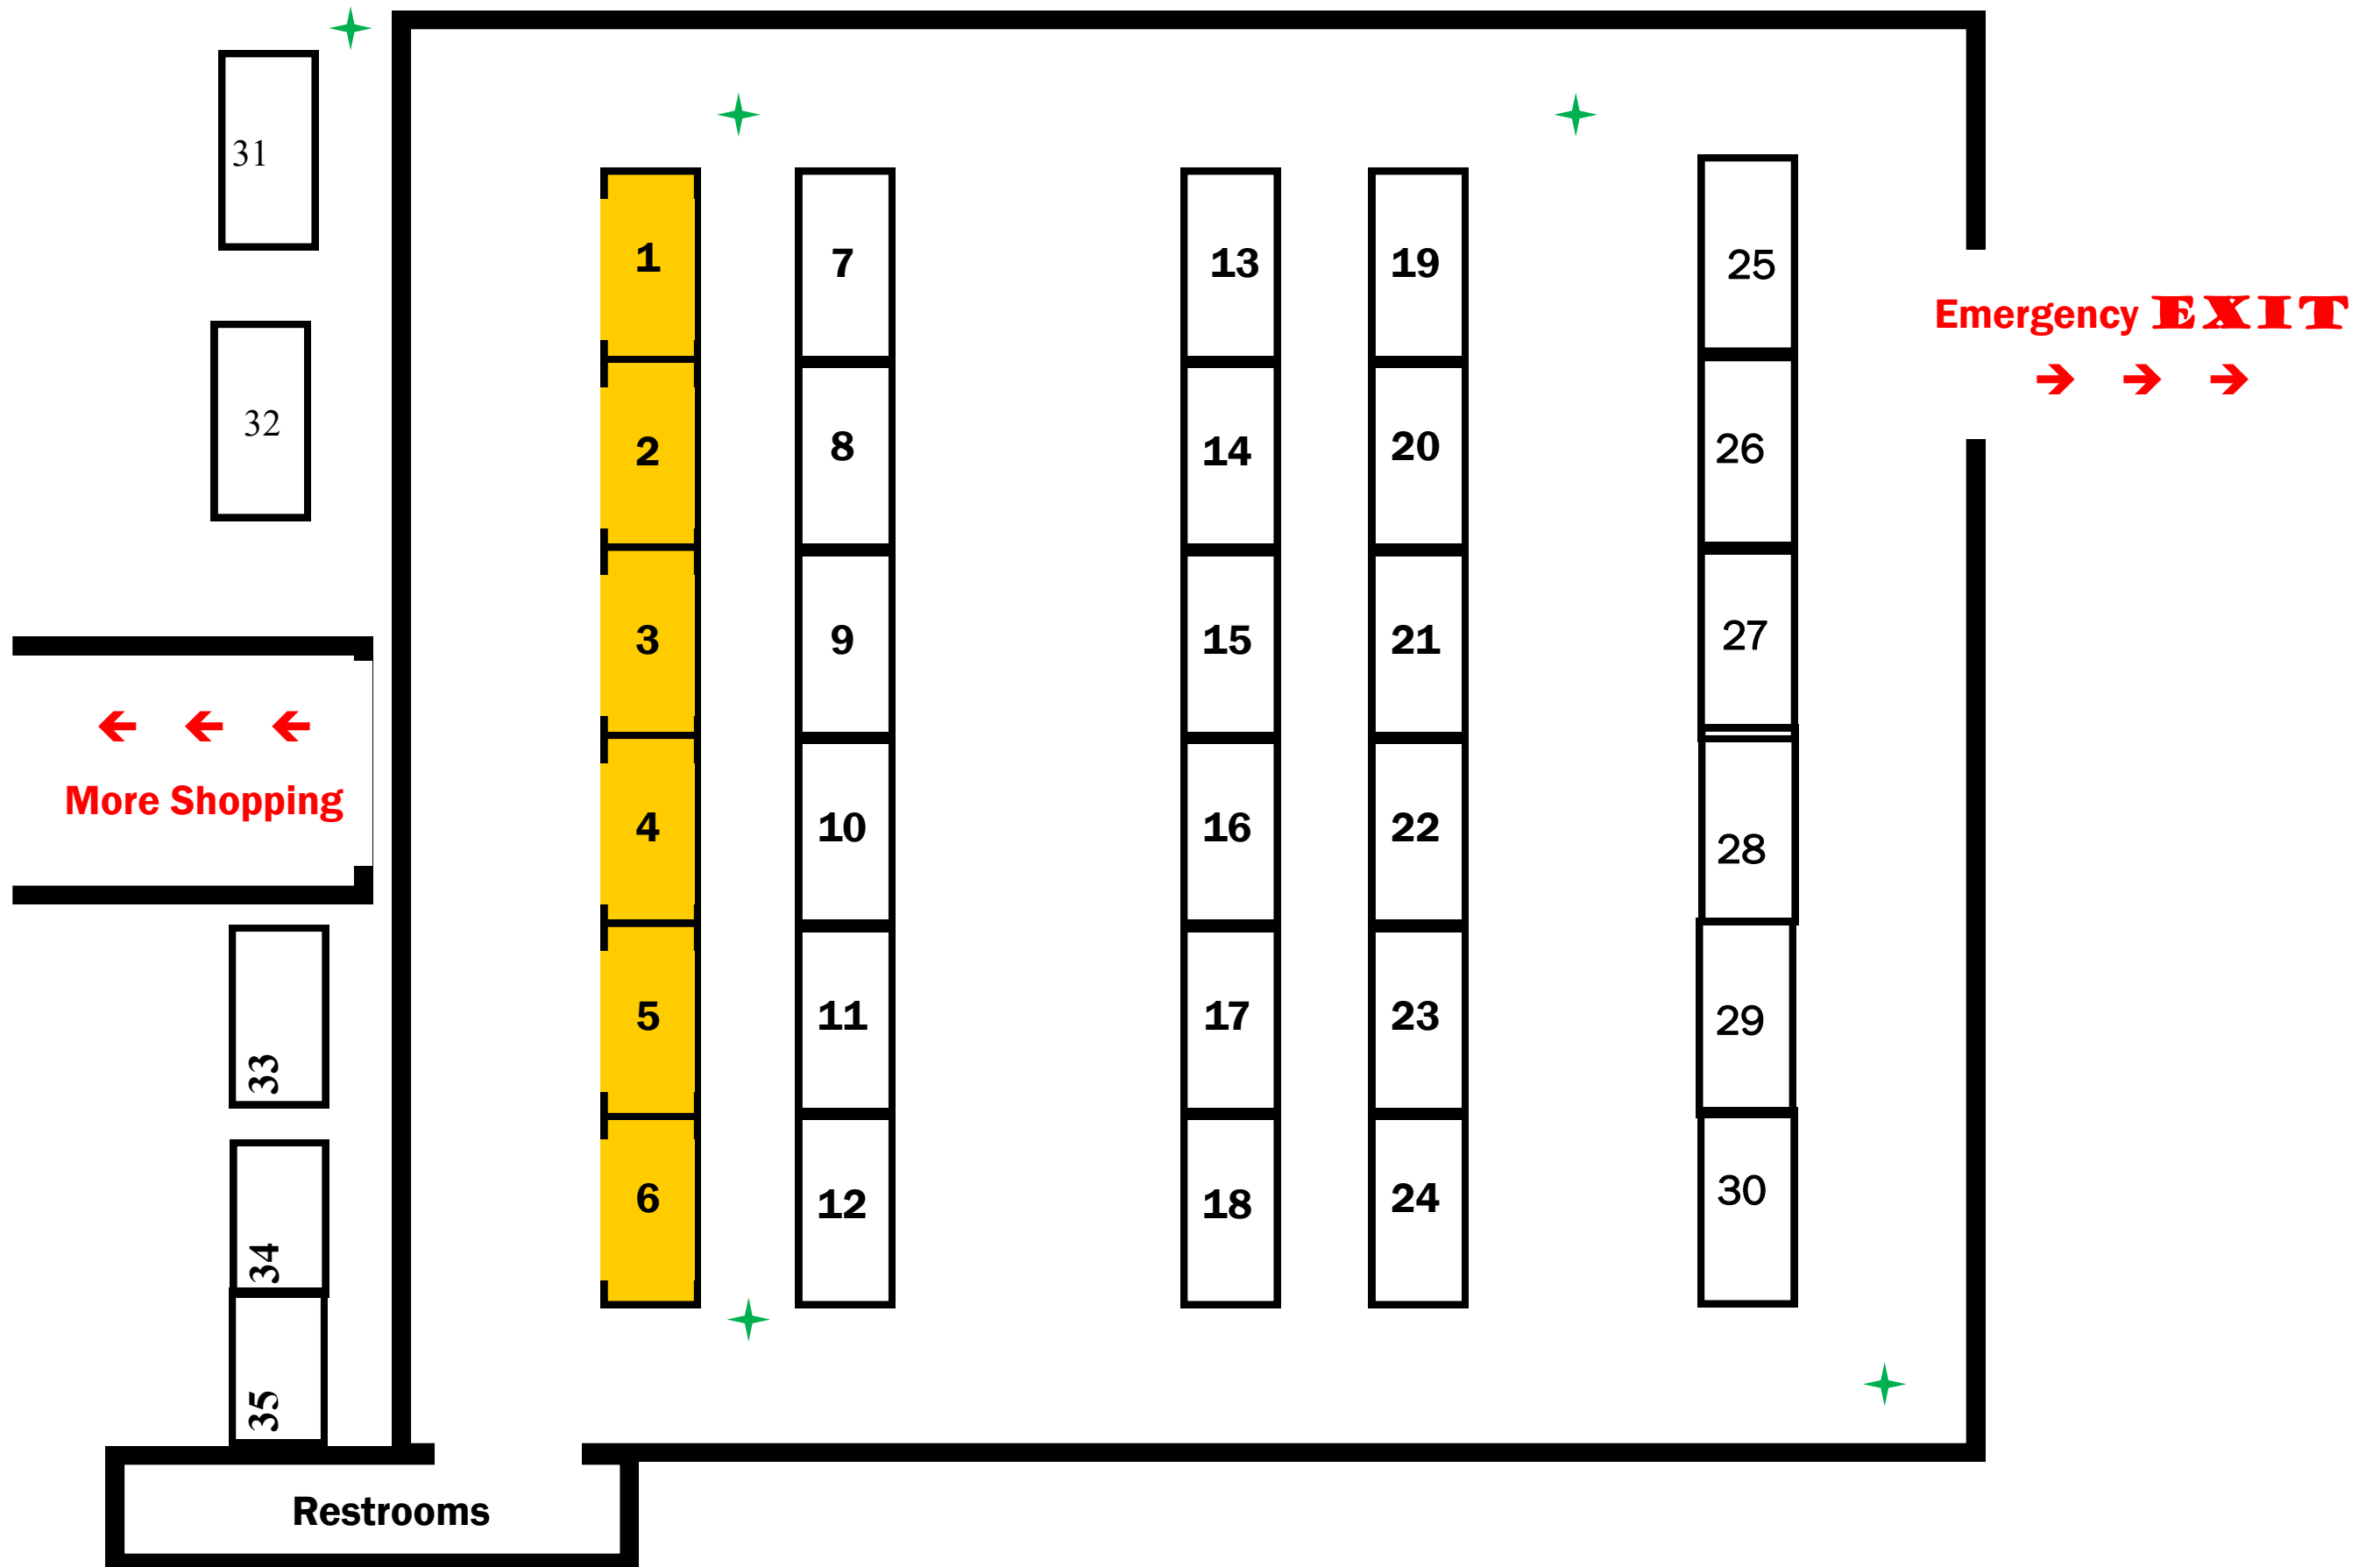 31
32
1 7 13 19 25
2 8 14 20 26
3 9 15 21 27
4 10 16 22 28
5 11 17 23 29
6 12 18 24 30
Emergency EXIT
→ → →
← ← ←
More Shopping
33
34
35
Restrooms